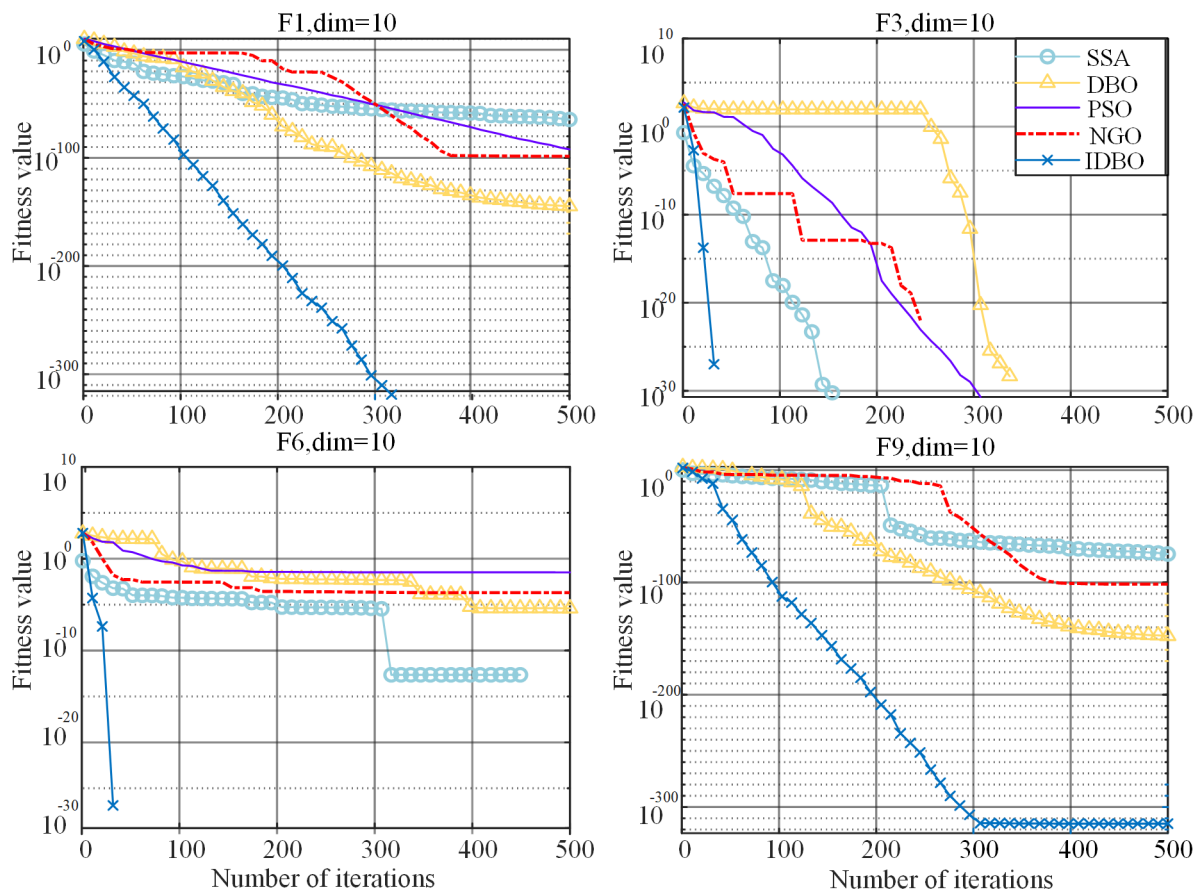 F1,dim=10
Fitness value
10^0
10^-100
10^-200
10^-300
0 100 200 300 400 500
F3,dim=10
Fitness value
10^10
10^0
10^-10
10^-20
10^-30
0 100 200 300 400 500
SSA
DBO
PSO
NGO
IDBO
F6,dim=10
Fitness value
10^10
10^0
10^-10
10^-20
10^-30
0 100 200 300 400 500
Number of iterations
F9,dim=10
Fitness value
10^0
10^-100
10^-200
10^-300
0 100 200 300 400 500
Number of iterations